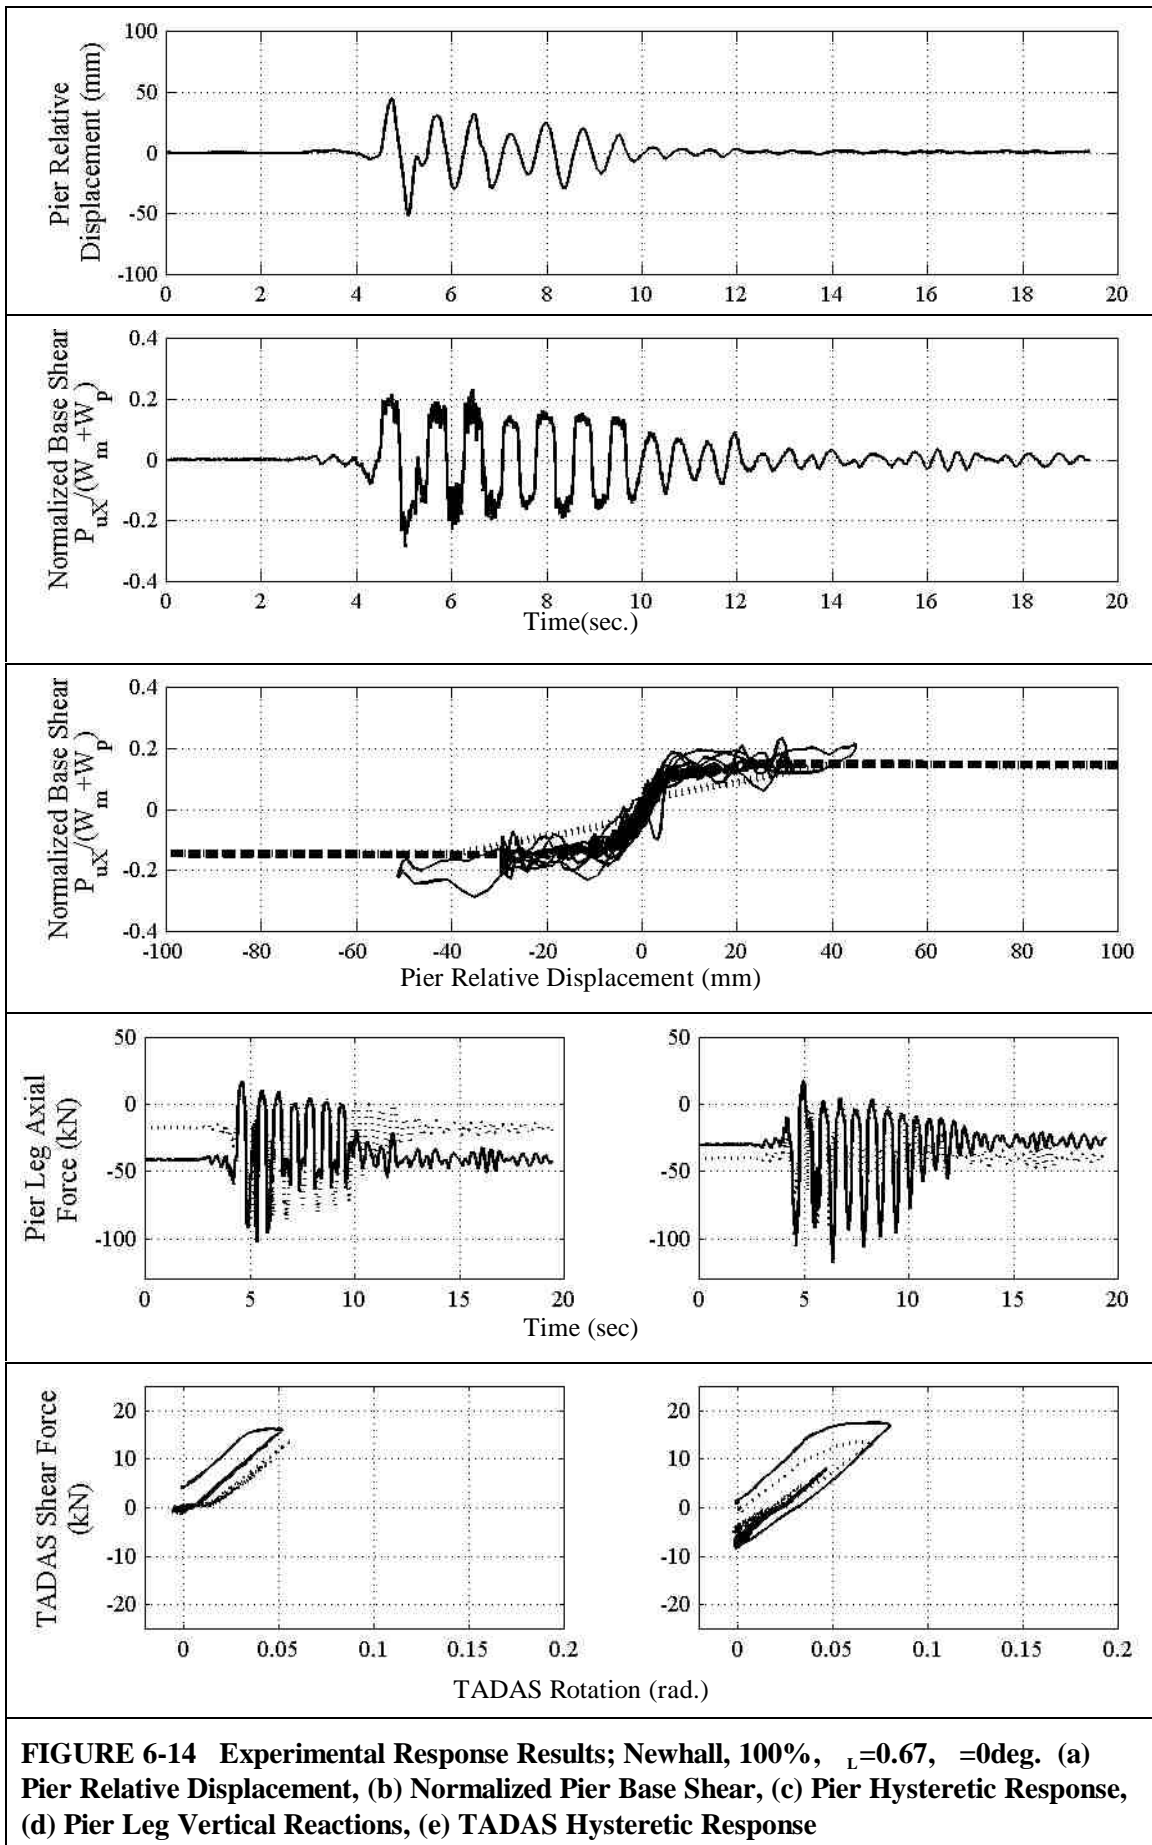 Pier Relative
Displacement (mm)
100
50
0
-50
-100
0 2 4 6 8 10 12 14 16 18 20
Normalized Base Shear
P_uX/(W_m+W_p)
0.4
0.2
0
-0.2
-0.4
0 2 4 6 8 10 12 14 16 18 20
Time(sec.)
Normalized Base Shear
P_uX/(W_m+W_p)
0.4
0.2
0
-0.2
-0.4
-100 -80 -60 -40 -20 0 20 40 60 80 100
Pier Relative Displacement (mm)
Pier Leg Axial
Force (kN)
50
0
-50
-100
0 5 10 15 20
50
0
-50
-100
0 5 10 15 20
Time (sec)
TADAS Shear Force
(kN)
20
10
0
-10
-20
0 0.05 0.1 0.15 0.2
20
10
0
-10
-20
0 0.05 0.1 0.15 0.2
TADAS Rotation (rad.)
FIGURE 6-14 Experimental Response Results; Newhall, 100%, L=0.67, =0deg. (a)
Pier Relative Displacement, (b) Normalized Pier Base Shear, (c) Pier Hysteretic Response,
(d) Pier Leg Vertical Reactions, (e) TADAS Hysteretic Response